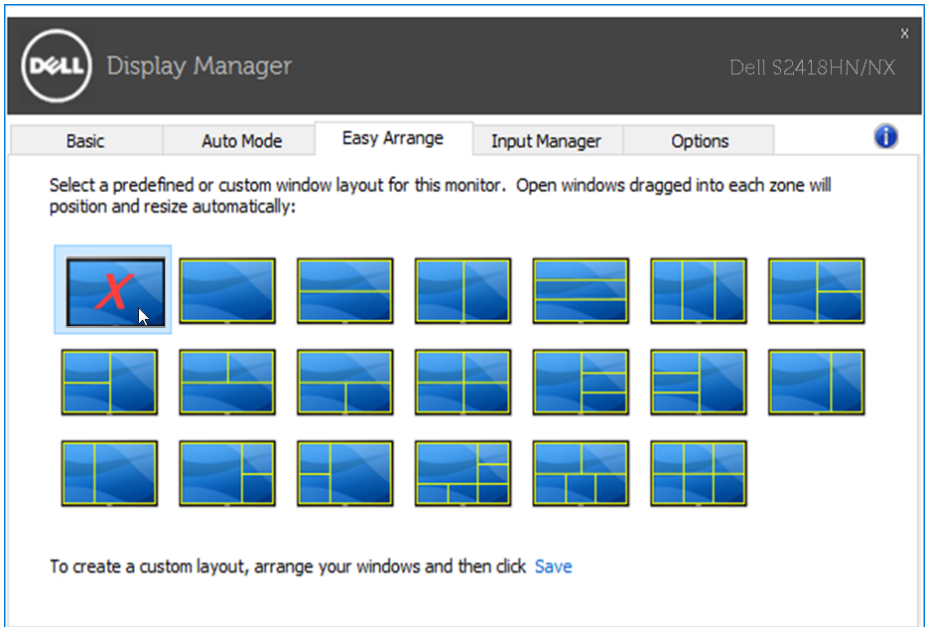 x
DELL
Display Manager
Dell S2418HN/NX
Basic
Auto Mode
Easy Arrange
Input Manager
Options
i
Select a predefined or custom window layout for this monitor. Open windows dragged into each zone will
position and resize automatically:
X
To create a custom layout, arrange your windows and then click Save